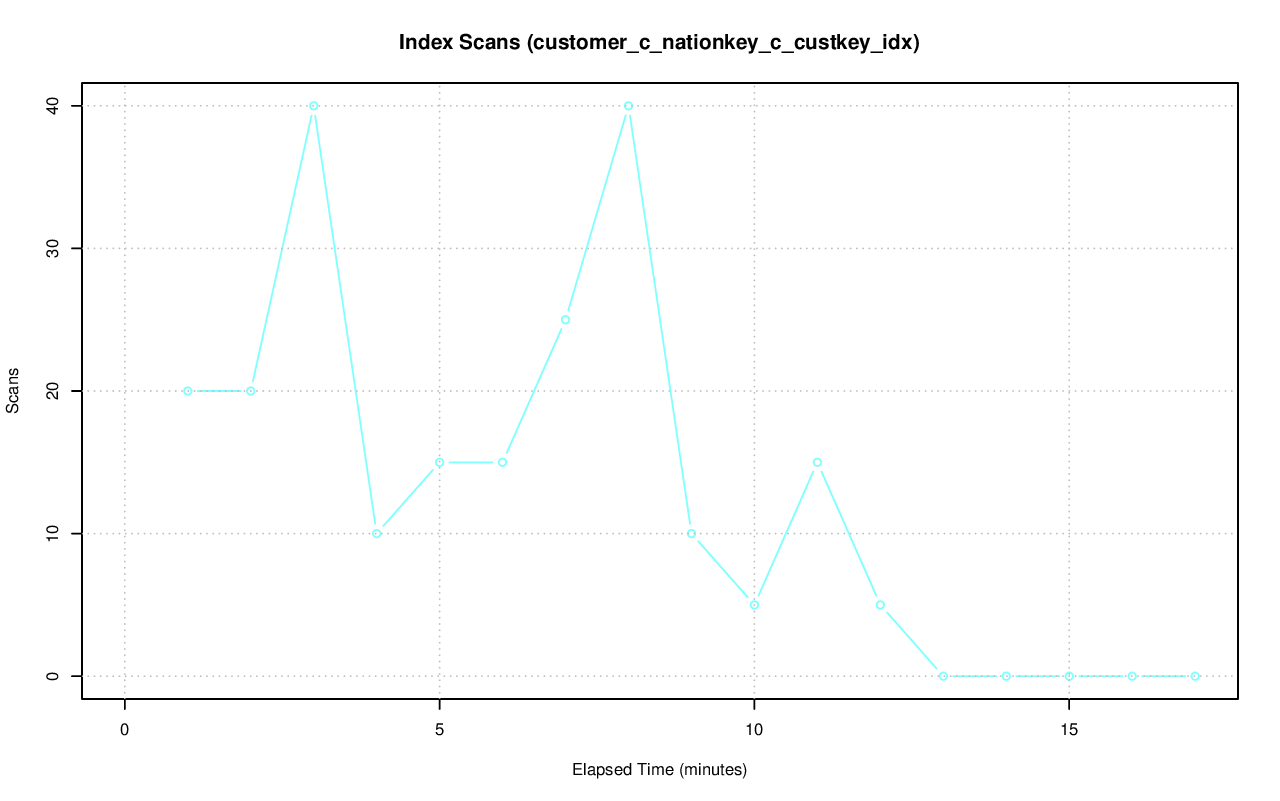 Index Scans (customer_c_nationkey_c_custkey_idx)
40
30
20
10
0
Scans
0 5 10 15
Elapsed Time (minutes)